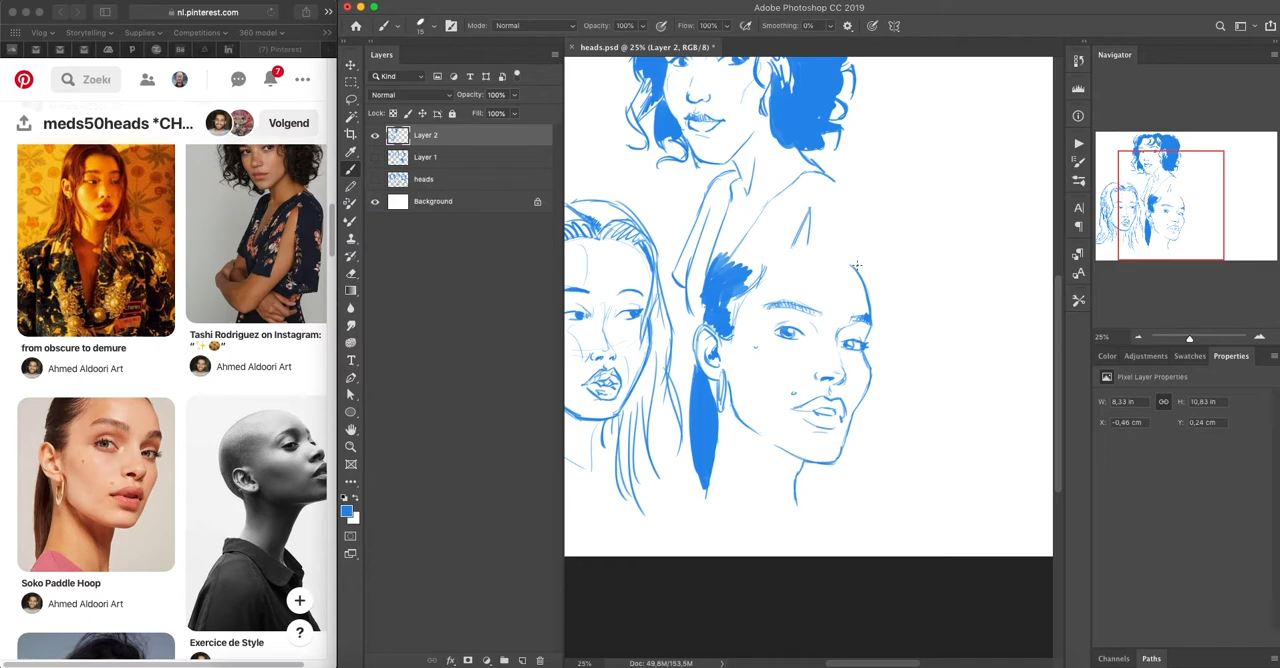 nl.pinterest.com
Vlog Storytelling Supplies Competitions 360 model
(7) Pinterest
Zoeki
7
meds50heads *CH...
Volgend
from obscure to demure
Ahmed Aldoori Art
Tashi Rodriguez on Instagram:
Ahmed Aldoori Art
Soko Paddle Hoop
Ahmed Aldoori Art
Exercice de Style
Adobe Photoshop CC 2019
15 Mode: Normal Opacity: 100% Flow: 100% Smoothing: 0%
Layers
Kind
Normal Opacity: 100%
Lock: Fill: 100%
Layer 2
Layer 1
heads
Background
heads.psd @ 25% (Layer 2, RGB/8) *
25% Doc: 49,8M/153,5M
Navigator
25%
Color Adjustments Swatches Properties
Pixel Layer Properties
W: 8,33 in H: 10,83 in
X: -0,46 cm Y: 0,24 cm
Channels Paths